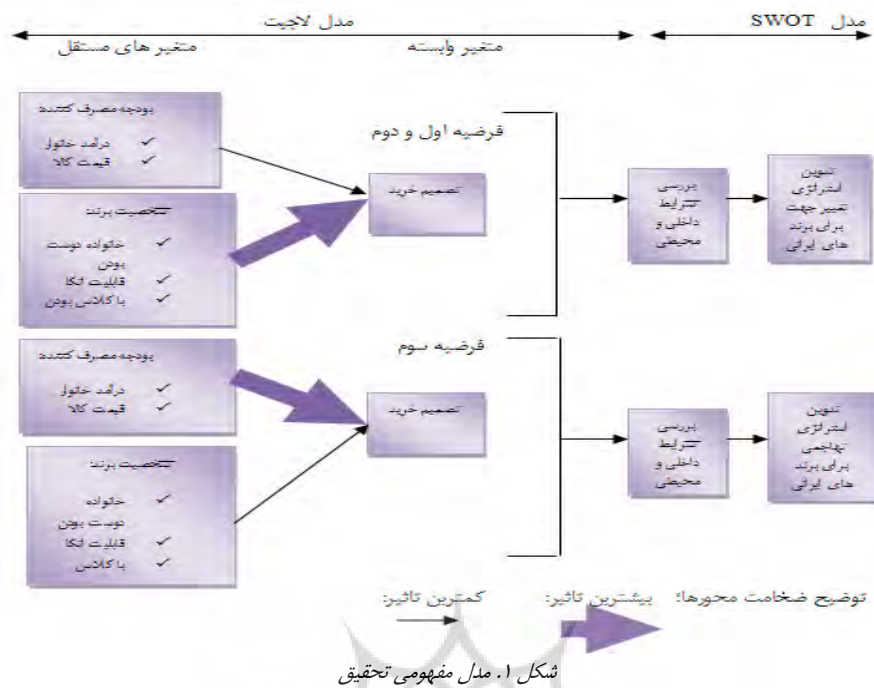 مدل لاجیت
مدل SWOT
متغیر های مستقل
متغیر وابسته
بودجه مصرف کننده:
✓ درآمد خانوار
✓ قیمت کالا
شخصیت برند:
✓ خانواده دوست
بودن
✓ قابلیت اتکا
✓ با کلاس بودن
تصمیم خرید
فرضیه اول و دوم
بررسی
شرایط
داخلی و
محیطی
تدوین
استراتژی
تغییر جهت
برای برند
های ایرانی
بودجه مصرف کننده:
✓ درآمد خانوار
✓ قیمت کالا
شخصیت برند:
✓ خانواده
دوست بودن
✓ قابلیت اتکا
✓ با کلاس
تصمیم خرید
فرضیه سوم
بررسی
شرایط
داخلی و
محیطی
تدوین
استراتژی
تهاجمی
برای برند
های ایرانی
توضیح ضخامت محورها؛ بیشترین تاثیر: کمترین تاثیر:
شکل ۱. مدل مفهومی تحقیق